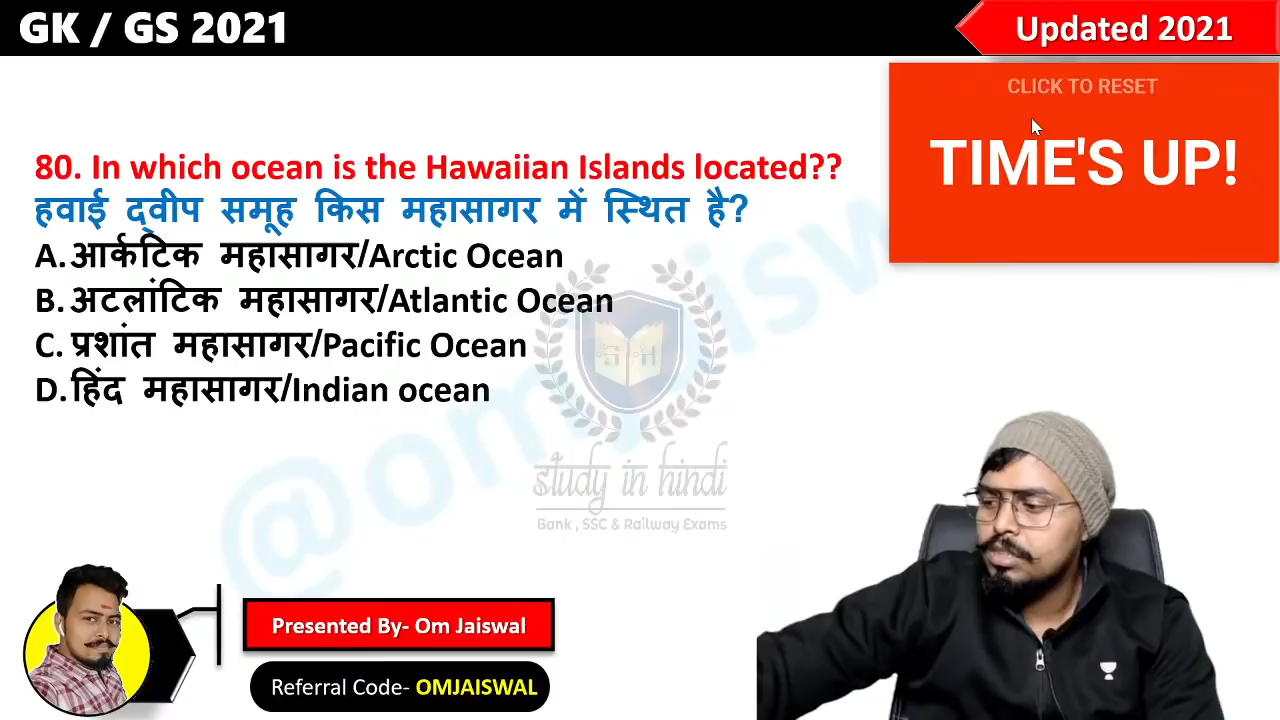 GK / GS 2021
Updated 2021
CLICK TO RESET
TIME'S UP!
80. In which ocean is the Hawaiian Islands located??
हवाई द्वीप समूह किस महासागर में स्थित है?
A. आर्कटिक महासागर/Arctic Ocean
B. अटलांटिक महासागर/Atlantic Ocean
C. प्रशांत महासागर/Pacific Ocean
D. हिंद महासागर/Indian ocean
@omjaisw
study in hindi
Bank , SSC & Railway Exams
Presented By- Om Jaiswal
Referral Code- OMJAISWAL